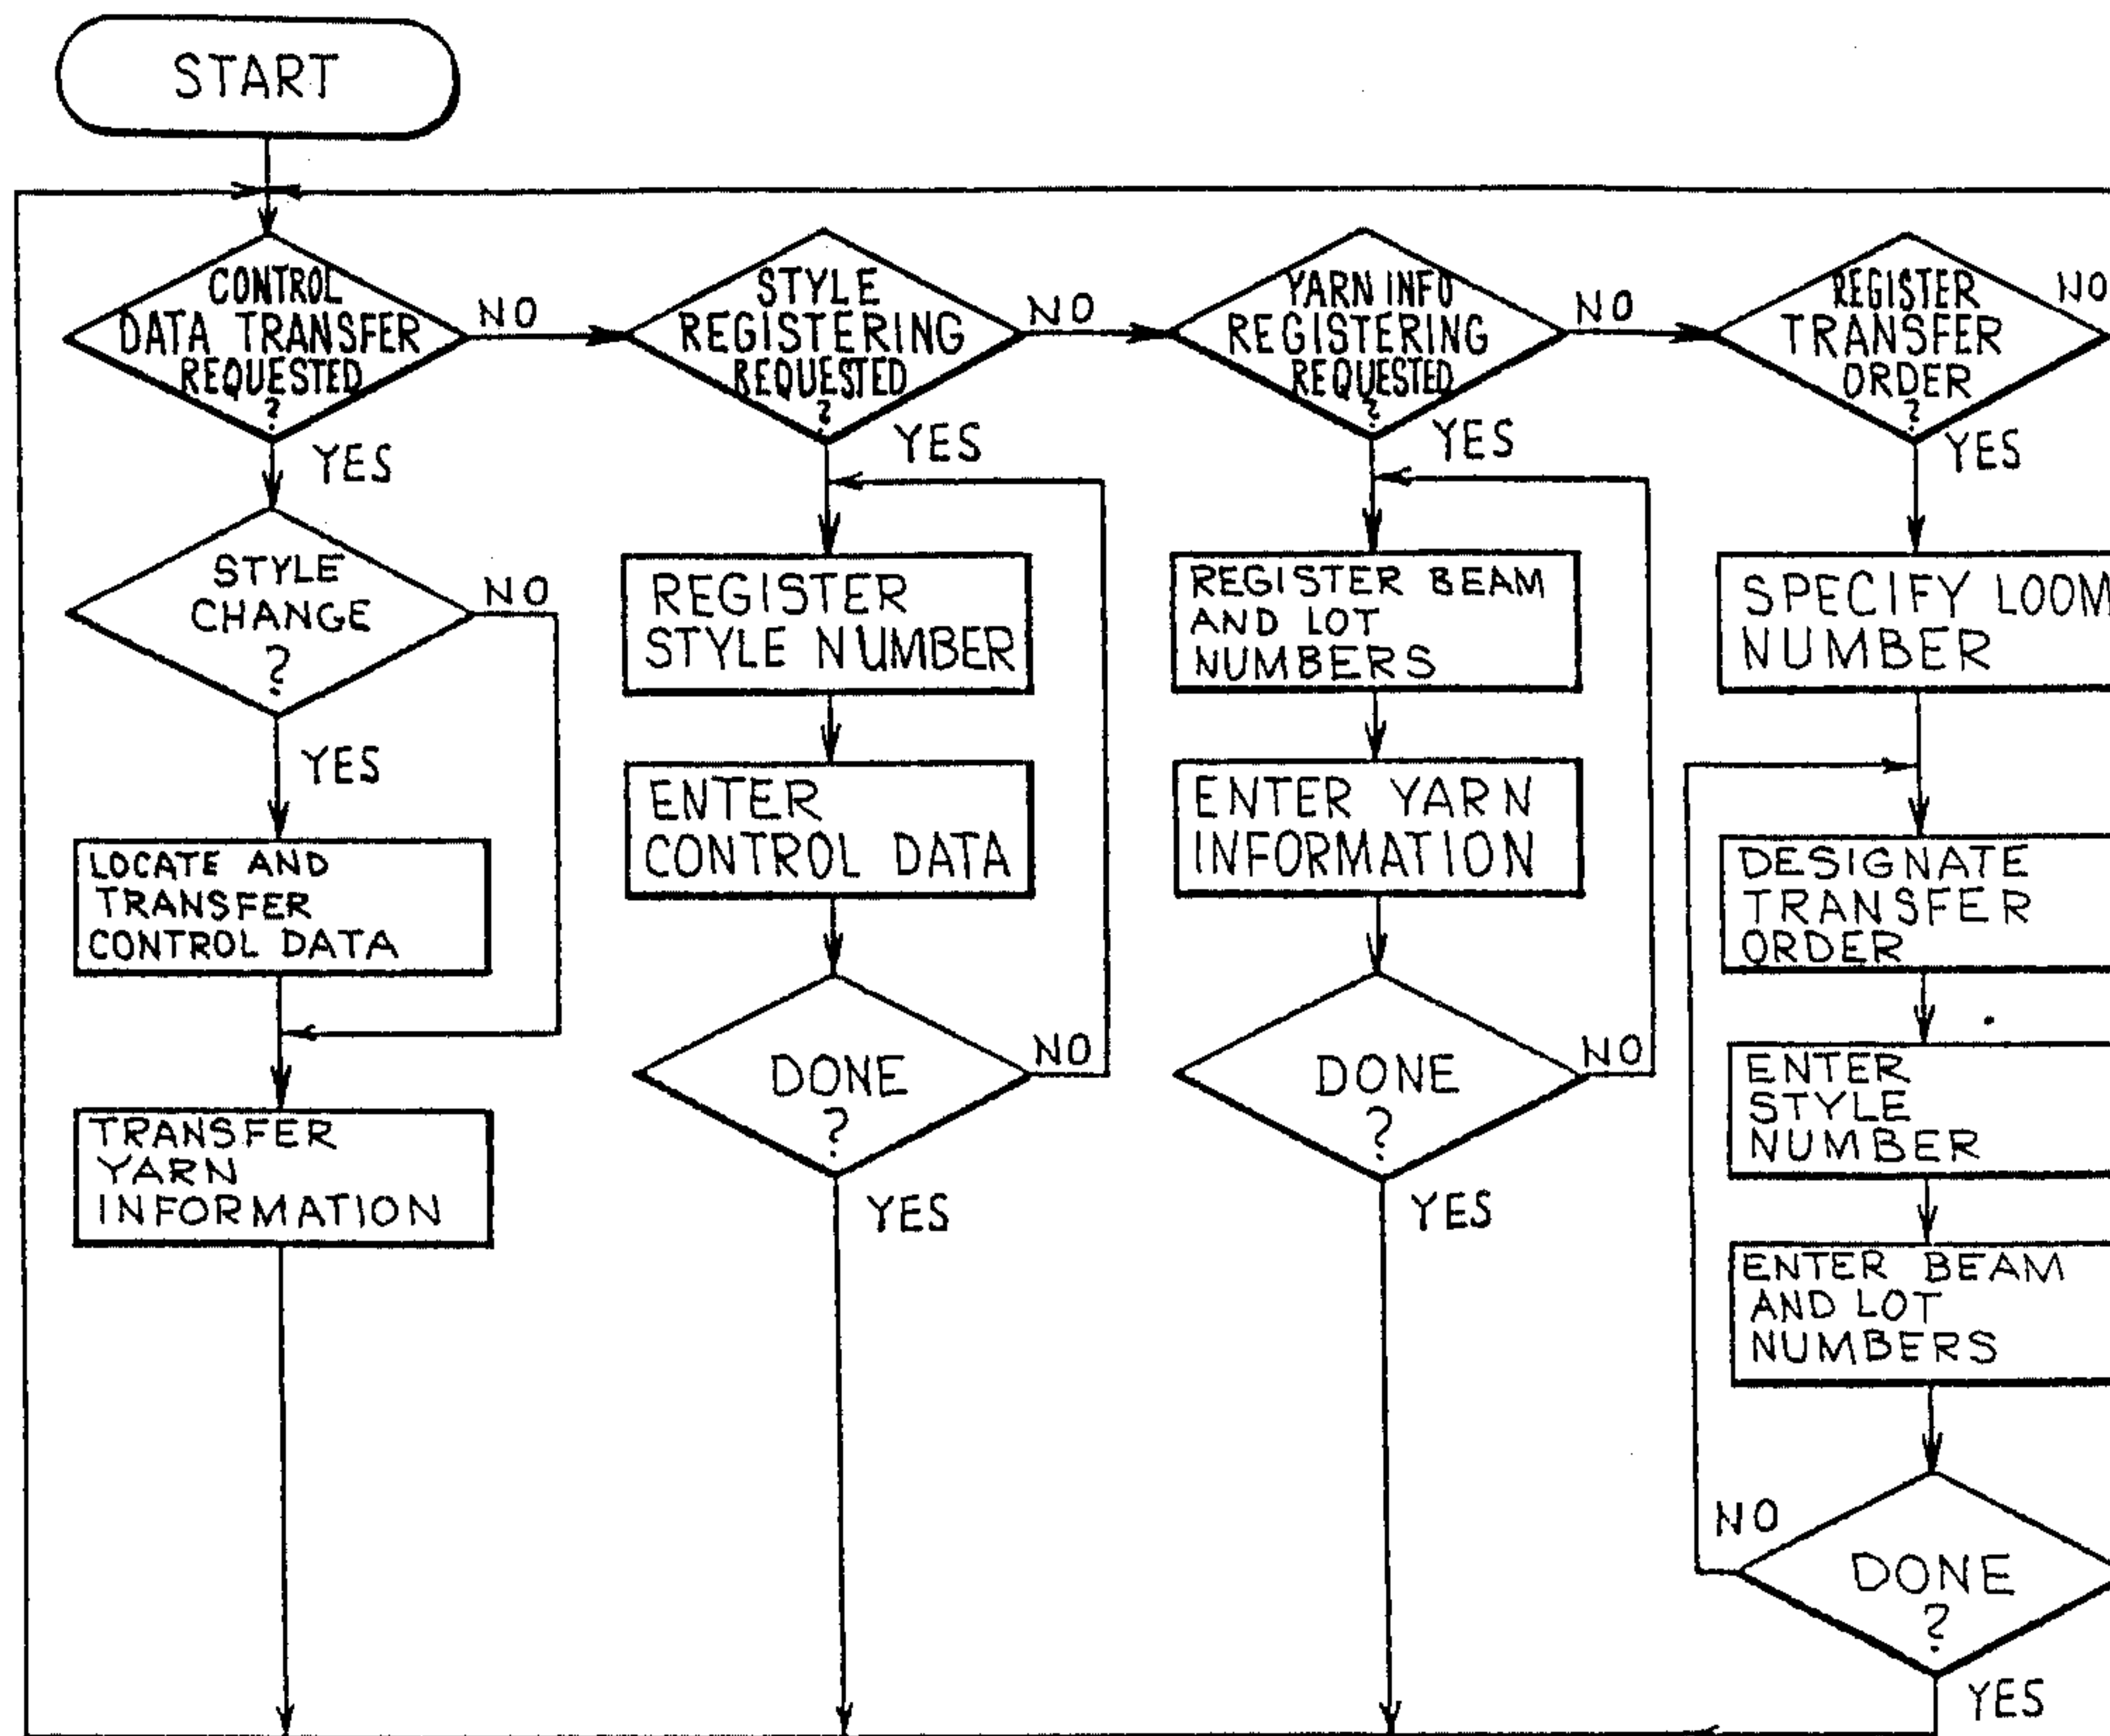 START
CONTROL
DATA TRANSFER
REQUESTED
?
NO
YES
STYLE
REGISTERING
REQUESTED
?
NO
YES
YARN INFO
REGISTERING
REQUESTED
?
NO
YES
REGISTER
TRANSFER
ORDER
?
NO
YES
STYLE
CHANGE
?
NO
YES
LOCATE AND
TRANSFER
CONTROL DATA
TRANSFER
YARN
INFORMATION
REGISTER
STYLE NUMBER
ENTER
CONTROL DATA
DONE
?
NO
YES
REGISTER BEAM
AND LOT
NUMBERS
ENTER YARN
INFORMATION
DONE
?
NO
YES
SPECIFY LOOM
NUMBER
DESIGNATE
TRANSFER
ORDER
ENTER
STYLE
NUMBER
ENTER BEAM
AND LOT
NUMBERS
NO
DONE
?
YES